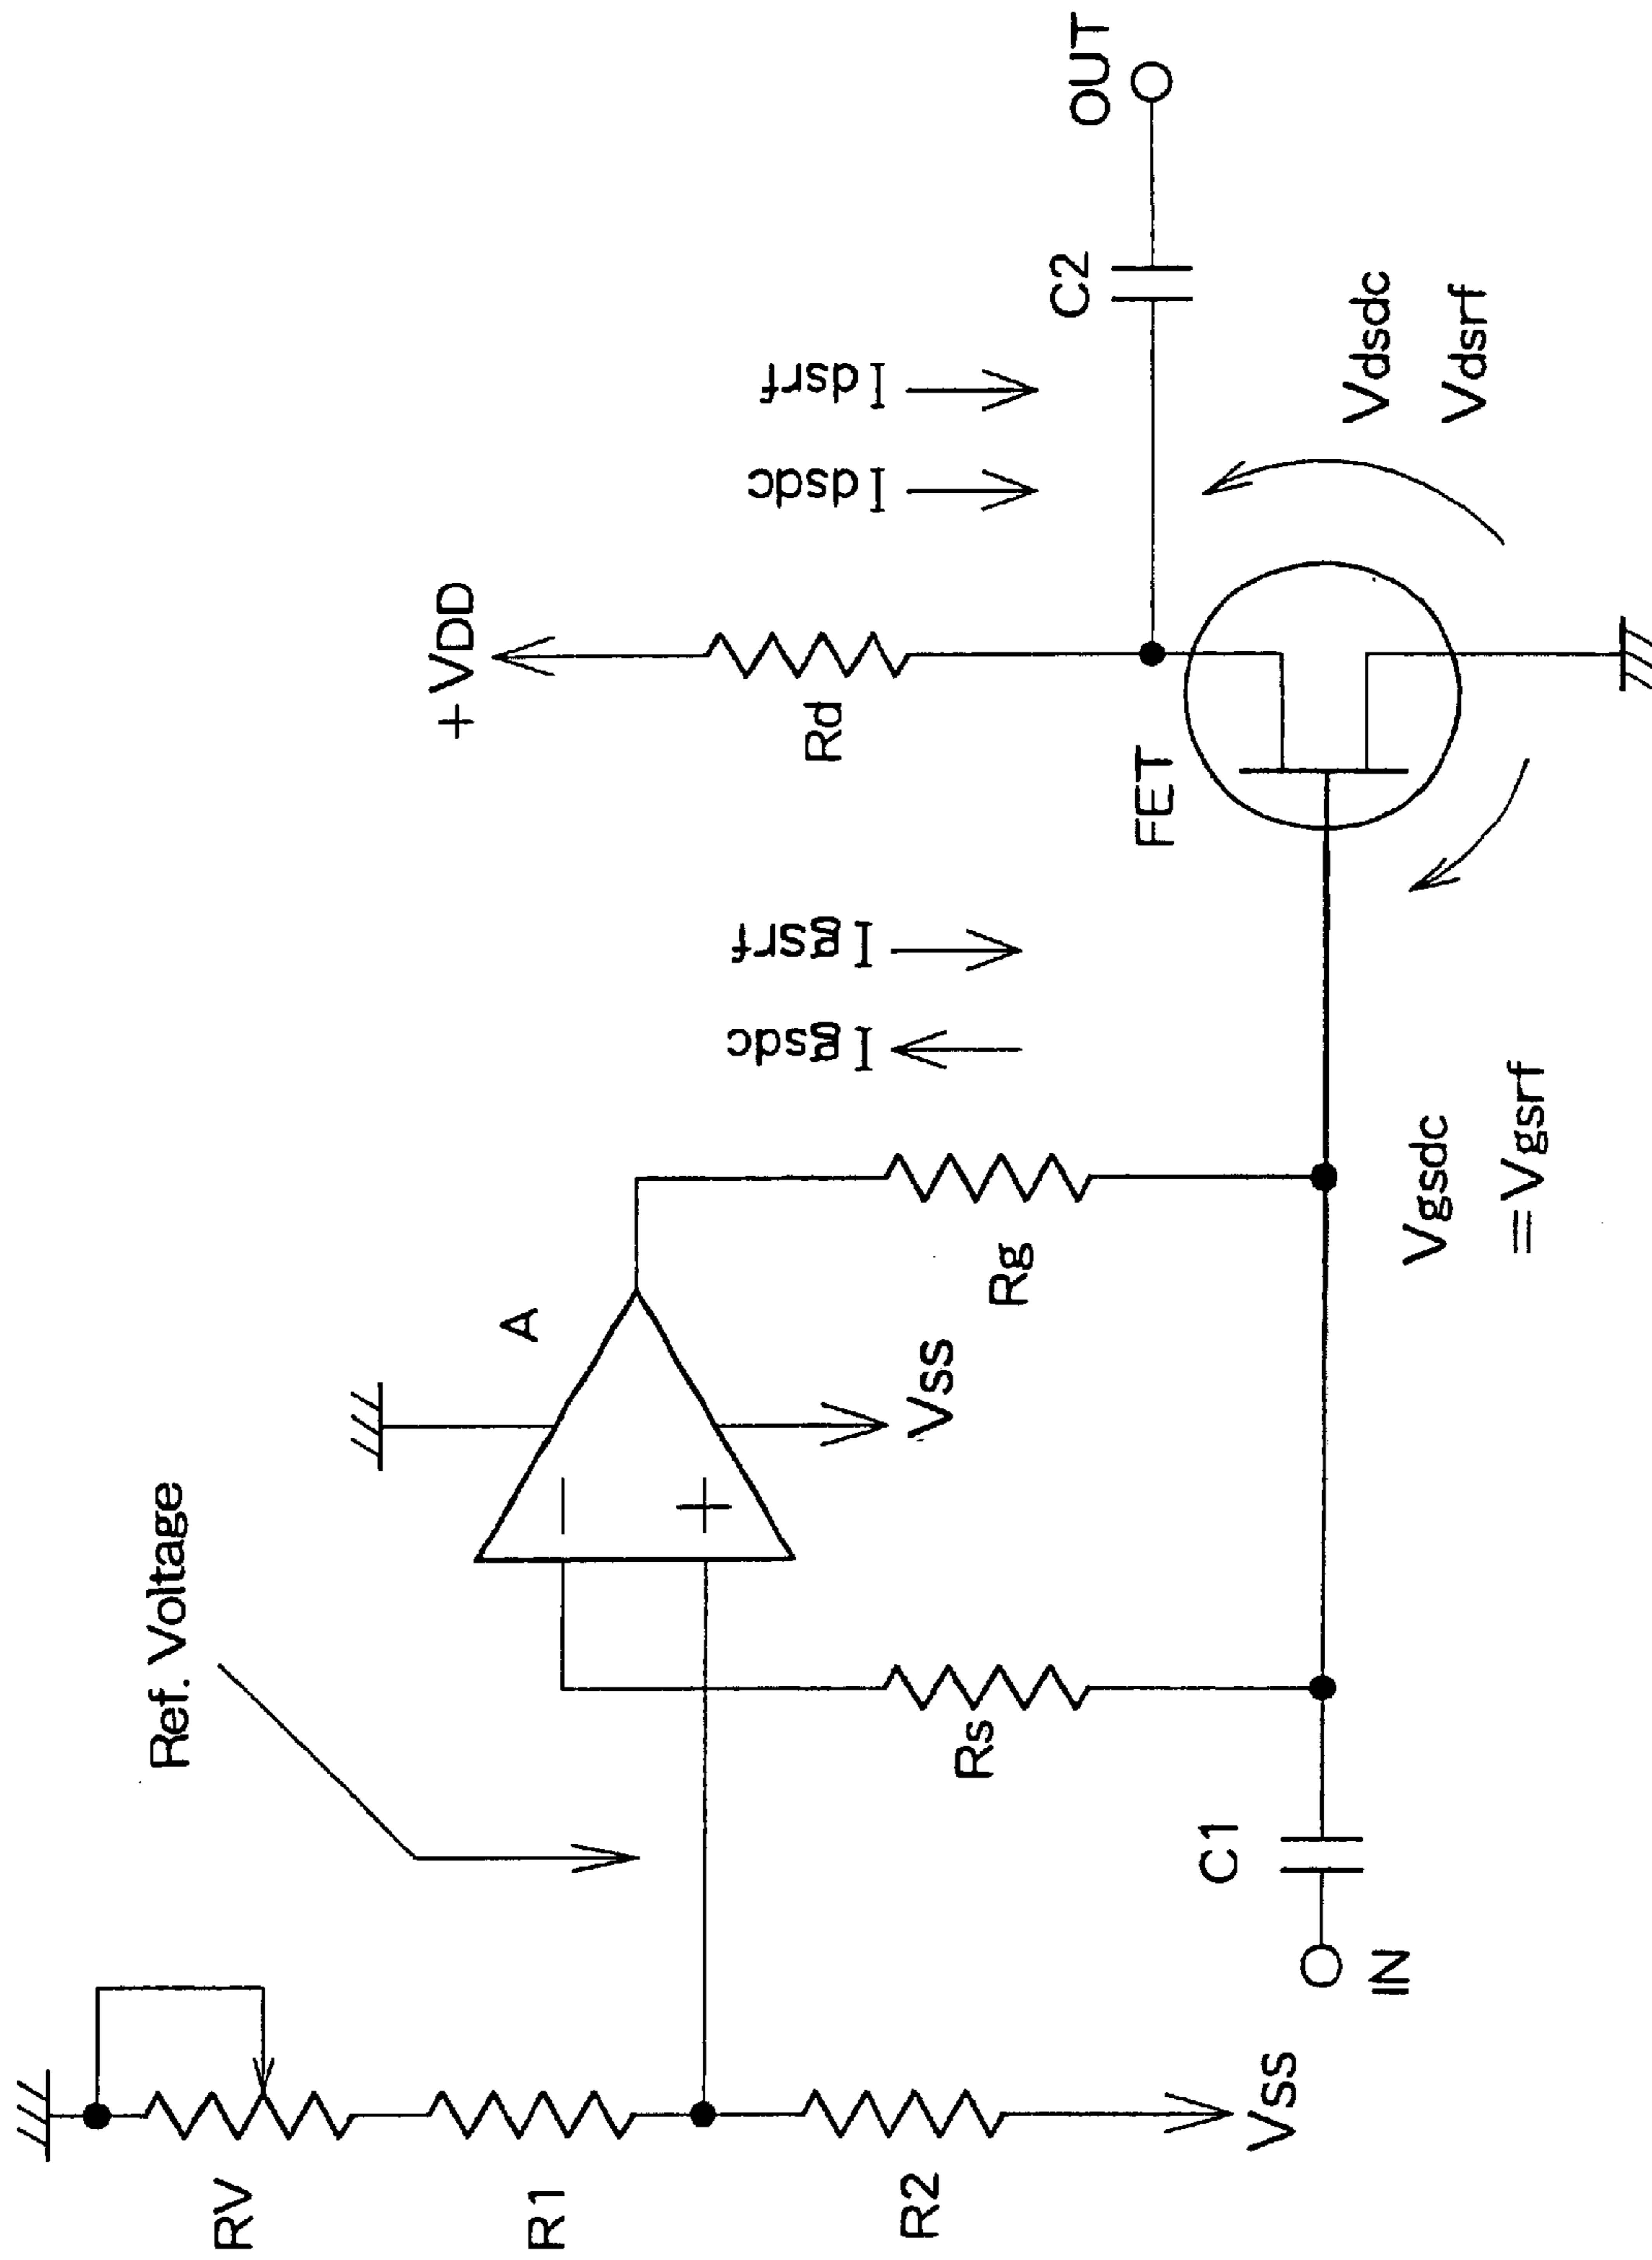 Ref. Voltage
RV
R1
R2
VSS
A
−
+
VSS
Rs
Rg
C1
IN
Igsdc
Igsrf
Vgsdc
=Vgsrf
+VDD
Rd
FET
Idsdc
Idsrf
C2
OUT
Vdsdc
Vdsrf